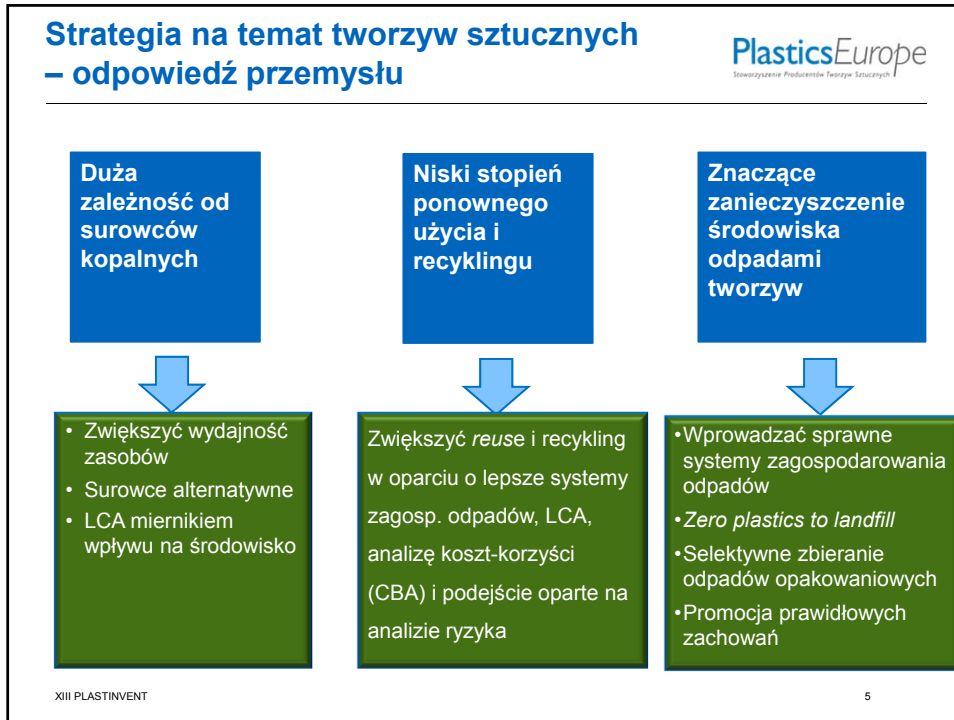 Strategia na temat tworzyw sztucznych
– odpowiedź przemysłu
PlasticsEurope
Stowarzyszenie Producentów Tworzyw Sztucznych
Duża
zależność od
surowców
kopalnych
Niski stopień
ponownego
użycia i
recyklingu
Znaczące
zanieczyszczenie
środowiska
odpadami
tworzyw
• Zwiększyć wydajność
zasobów
• Surowce alternatywne
• LCA miernikiem
wpływu na środowisko
Zwiększyć reuse i recykling
w oparciu o lepsze systemy
zagosp. odpadów, LCA,
analizę koszt-korzyści
(CBA) i podejście oparte na
analizie ryzyka
•Wprowadzać sprawne
systemy zagospodarowania
odpadów
•Zero plastics to landfill
•Selektywne zbieranie
odpadów opakowaniowych
•Promocja prawidłowych
zachowań
XIII PLASTINVENT
5